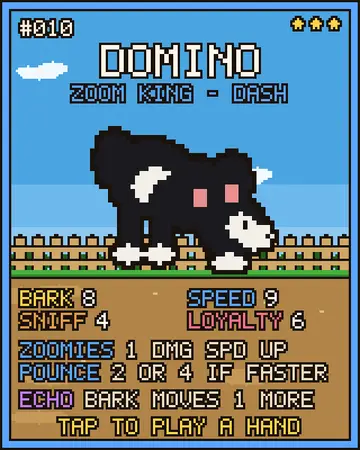 #010
DOMINO
ZOOM KING - DASH
BARK 8 SPEED 9
SNIFF 4 LOYALTY 6
ZOOMIES 1 DMG SPD UP
POUNCE 2 OR 4 IF FASTER
ECHO BARK MOVES 1 MORE
TAP TO PLAY A HAND